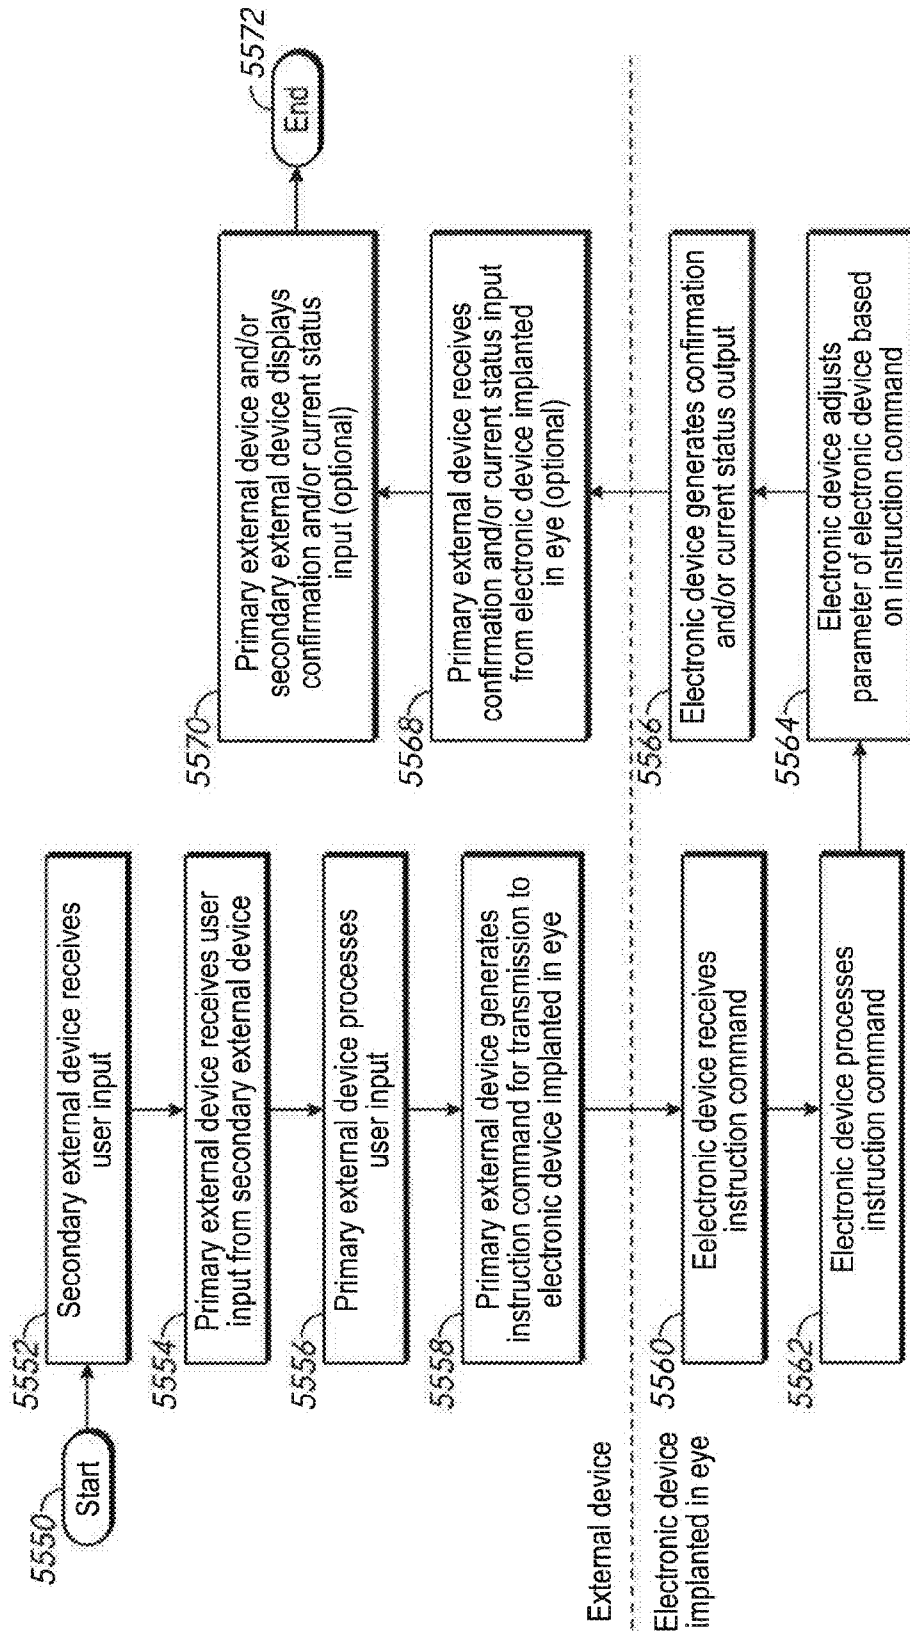 5550
Start
5552
Secondary external device receives
user input
5554
Primary external device receives user
input from secondary external device
5556
Primary external device processes
user input
5558
Primary external device generates
instruction command for transmission to
electronic device implanted in eye
External device
Electronic device
implanted in eye
5560
Eelectronic device receives
instruction command
5562
Electronic device processes
instruction command
5564
Electronic device adjusts
parameter of electronic device based
on instruction command
5566
Electronic device generates confirmation
and/or current status output
5568
Primary external device receives
confirmation and/or current status input
from electronic device implanted
in eye (optional)
5570
Primary external device and/or
secondary external device displays
confirmation and/or current status
input (optional)
5572
End